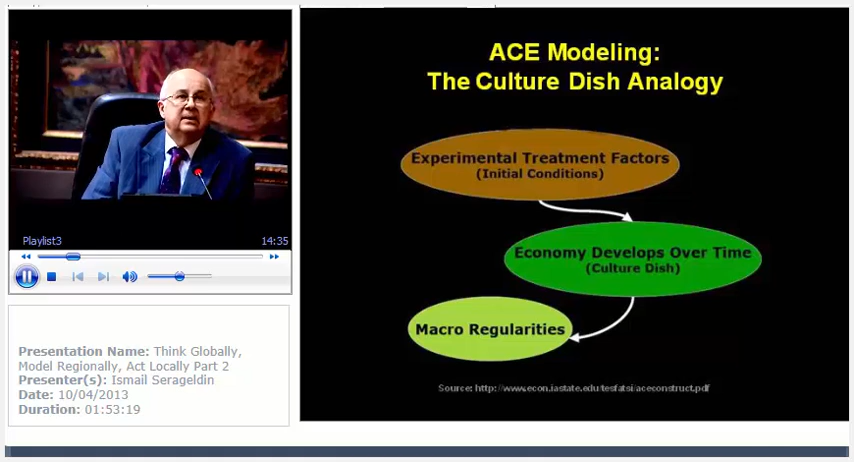 Playlist3
14:35
Presentation Name: Think Globally,
Model Regionally, Act Locally Part 2
Presenter(s): Ismail Serageldin
Date: 10/04/2013
Duration: 01:53:19
ACE Modeling:
The Culture Dish Analogy
Experimental Treatment Factors
(Initial Conditions)
Economy Develops Over Time
(Culture Dish)
Macro Regularities
Source: http://www.econ.iastate.edu/tesfatsi/aceconstruct.pdf